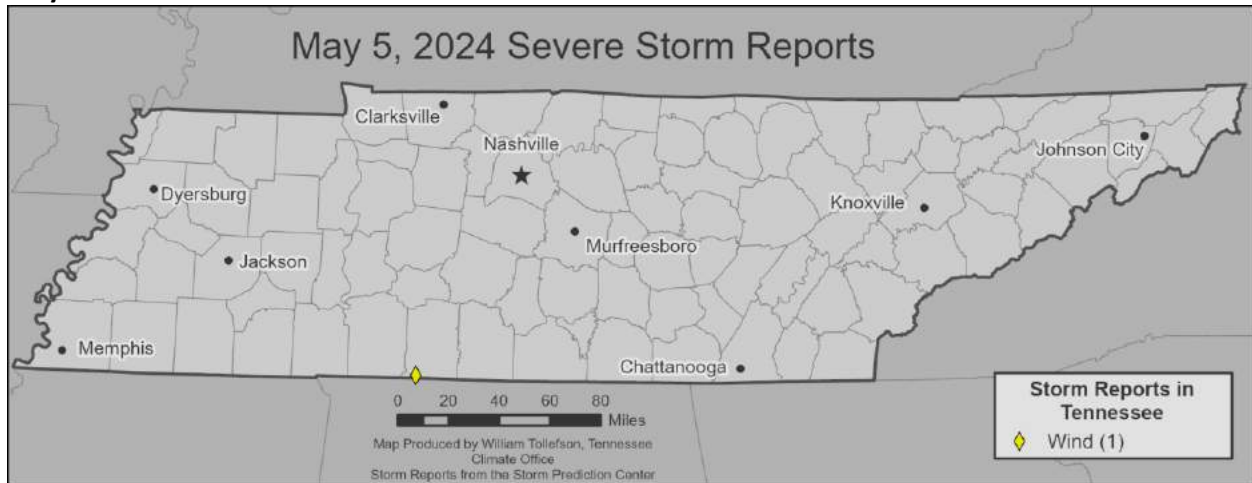 May 5, 2024 Severe Storm Reports
Clarksville
Nashville
Johnson City
Dyersburg
Knoxville
Murfreesboro
Jackson
Memphis
Chattanooga
0 20 40 60 80
Miles
Map Produced by William Tollefson, Tennessee
Climate Office
Storm Reports from the Storm Prediction Center
Storm Reports in
Tennessee
Wind (1)